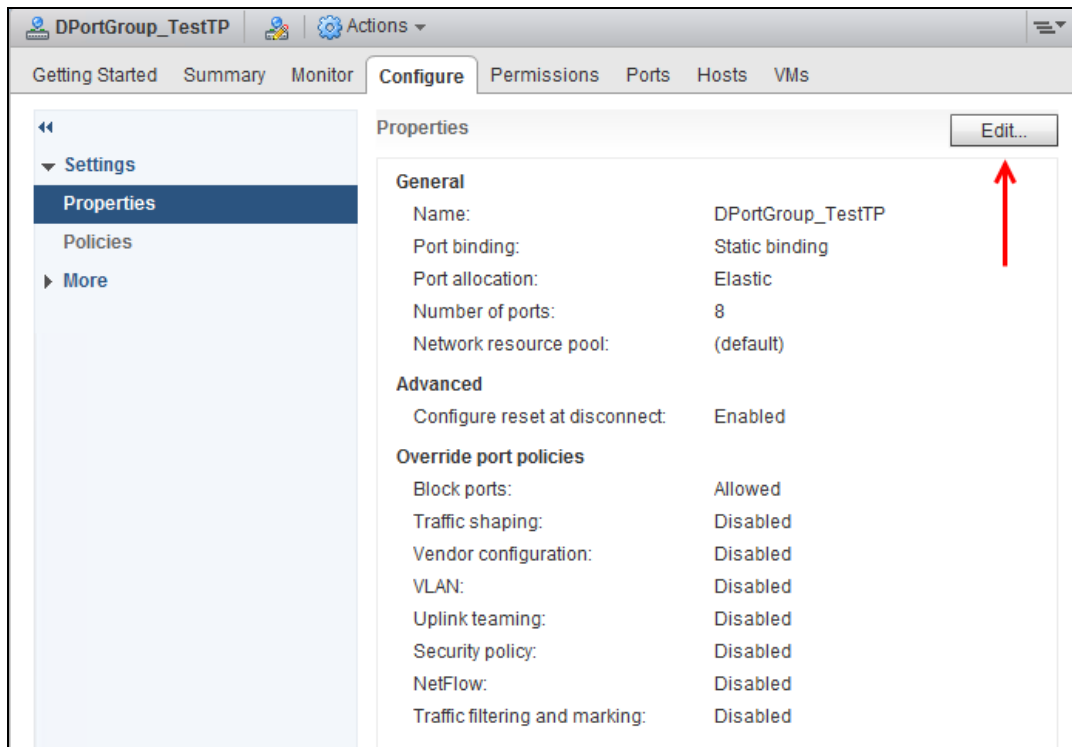 DPortGroup_TestTP Actions
Getting Started Summary Monitor Configure Permissions Ports Hosts VMs
Settings
Properties
Policies
More
Properties Edit...
General
Name: DPortGroup_TestTP
Port binding: Static binding
Port allocation: Elastic
Number of ports: 8
Network resource pool: (default)
Advanced
Configure reset at disconnect: Enabled
Override port policies
Block ports: Allowed
Traffic shaping: Disabled
Vendor configuration: Disabled
VLAN: Disabled
Uplink teaming: Disabled
Security policy: Disabled
NetFlow: Disabled
Traffic filtering and marking: Disabled